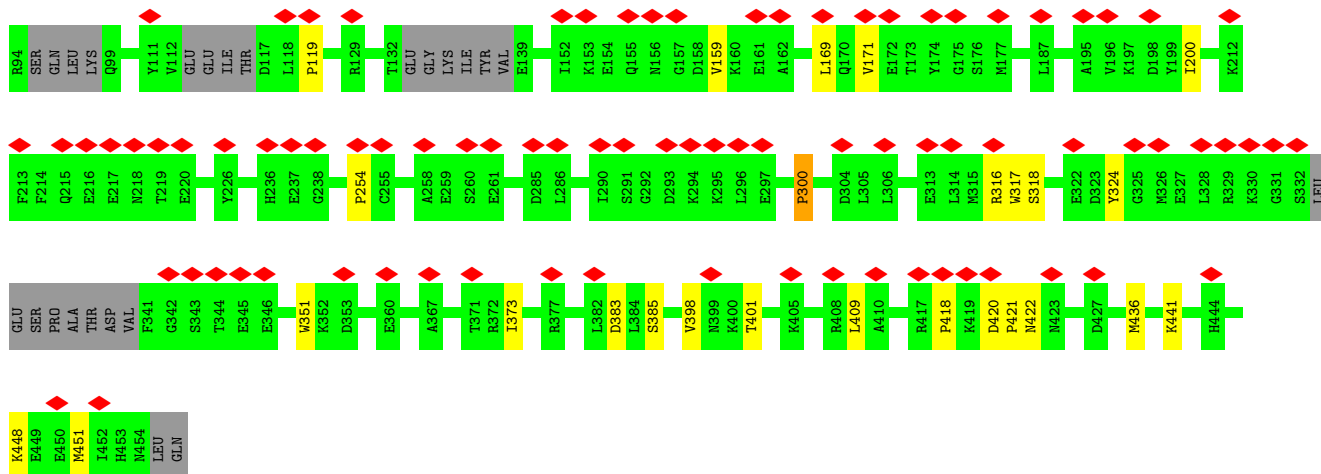 R94 SER GLN LEU LYS Q99 Y111 V112 GLU GLU ILE THR D117 L118 P119 R129 T132 GLU GLY LYS ILE TYR VAL E139 I152 K153 E154 Q155 N156 G157 D158 V159 K160 E161 A162 L169 Q170 V171 E172 T173 Y174 G175 S176 M177 L187 A195 V196 K197 D198 Y199 I200 K212
F213 F214 Q215 E216 E217 N218 T219 E220 Y226 H236 E237 G238 P254 C255 A258 E259 S260 E261 D285 L286 I290 S291 G292 D293 K294 K295 L296 E297 P300 D304 L305 L306 E313 L314 M315 R316 W317 S318 E322 D323 Y324 G325 M326 E327 L328 R329 K330 G331 S332 LEU
GLU SER PRO ALA THR ASP VAL F341 G342 S343 T344 E345 E346 W351 K352 D353 E360 A367 T371 R372 I373 R377 L382 D383 L384 S385 V398 N399 K400 T401 K405 R408 L409 A410 R417 P418 K419 D420 P421 N422 N423 D427 M436 K441 H444
K448 E449 E450 M451 I452 H453 N454 LEU GLN